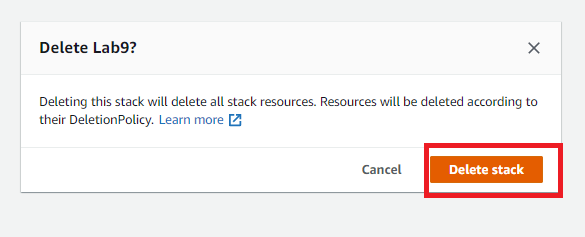 Delete Lab9?
Deleting this stack will delete all stack resources. Resources will be deleted according to
their DeletionPolicy. Learn more
Cancel
Delete stack